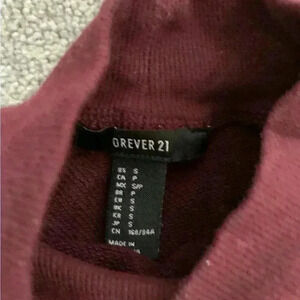 OREVER 21
US S
CA P
MX S/P
BR P
EU S
UK S
KR S
JP S
CN 160/84A
MADE IN